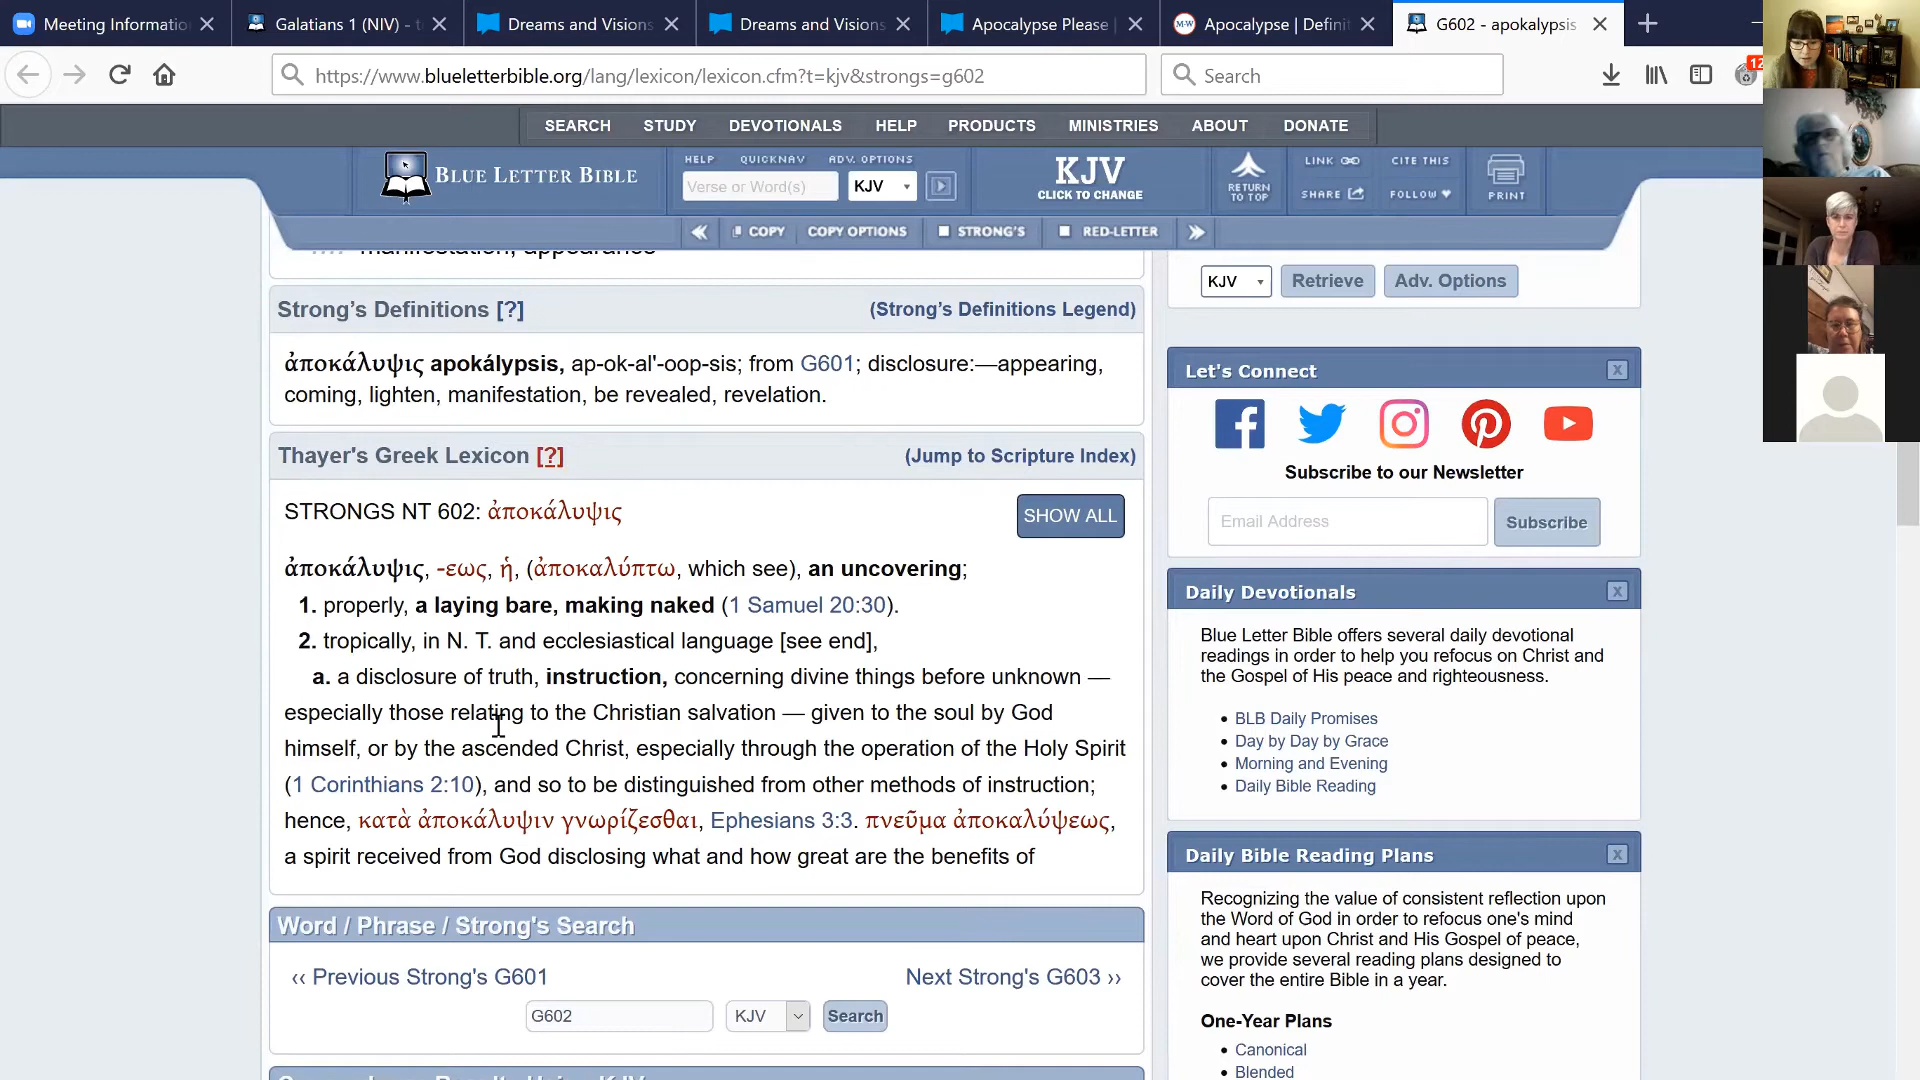 Meeting Informatio
Galatians 1 (NIV) - t
Dreams and Visions
Dreams and Visions
Apocalypse Please
M-W
Apocalypse | Defini
G602 - apokalypsis
https://www.blueletterbible.org/lang/lexicon/lexicon.cfm?t=kjv&strongs=g602
Search
12
SEARCH STUDY DEVOTIONALS HELP PRODUCTS MINISTRIES ABOUT DONATE
BLUE LETTER BIBLE
HELP QUICKNAV ADV. OPTIONS
Verse or Word(s)
KJV
KJV
CLICK TO CHANGE
RETURN
TO TOP
LINK
CITE THIS
SHARE
FOLLOW
PRINT
COPY COPY OPTIONS STRONG'S RED-LETTER
manifestation, appearance
KJV
Retrieve
Adv. Options
Strong's Definitions [?]
(Strong's Definitions Legend)
ἀποκάλυψις apokálypsis, ap-ok-al'-oop-sis; from G601; disclosure:—appearing,
coming, lighten, manifestation, be revealed, revelation.
Thayer's Greek Lexicon [?]
(Jump to Scripture Index)
STRONGS NT 602: ἀποκάλυψις
SHOW ALL
ἀποκάλυψις, -εως, ἡ, (ἀποκαλύπτω, which see), an uncovering;
1. properly, a laying bare, making naked (1 Samuel 20:30).
2. tropically, in N. T. and ecclesiastical language [see end],
a. a disclosure of truth, instruction, concerning divine things before unknown —
especially those relating to the Christian salvation — given to the soul by God
himself, or by the ascended Christ, especially through the operation of the Holy Spirit
(1 Corinthians 2:10), and so to be distinguished from other methods of instruction;
hence, κατὰ ἀποκάλυψιν γνωρίζεσθαι, Ephesians 3:3. πνεῦμα ἀποκαλύψεως,
a spirit received from God disclosing what and how great are the benefits of
Word / Phrase / Strong's Search
‹‹ Previous Strong's G601
Next Strong's G603 ››
G602
KJV
Search
Let's Connect
X
Subscribe to our Newsletter
Email Address
Subscribe
Daily Devotionals
X
Blue Letter Bible offers several daily devotional
readings in order to help you refocus on Christ and
the Gospel of His peace and righteousness.
• BLB Daily Promises
• Day by Day by Grace
• Morning and Evening
• Daily Bible Reading
Daily Bible Reading Plans
X
Recognizing the value of consistent reflection upon
the Word of God in order to refocus one's mind
and heart upon Christ and His Gospel of peace,
we provide several reading plans designed to
cover the entire Bible in a year.
One-Year Plans
• Canonical
• Blended